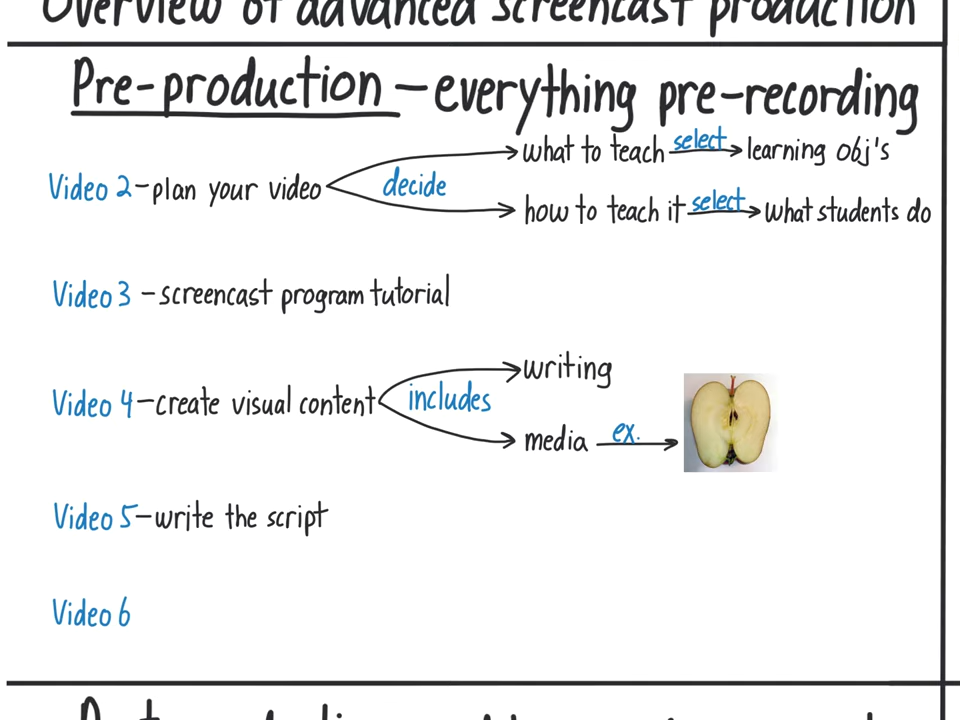 Overview of advanced screencast production
Pre-production – everything pre-recording
Video 2 – plan your video decide what to teach select learning obj's
how to teach it select what students do
Video 3 – screencast program tutorial
Video 4 – create visual content includes writing
media ex.
Video 5 – write the script
Video 6